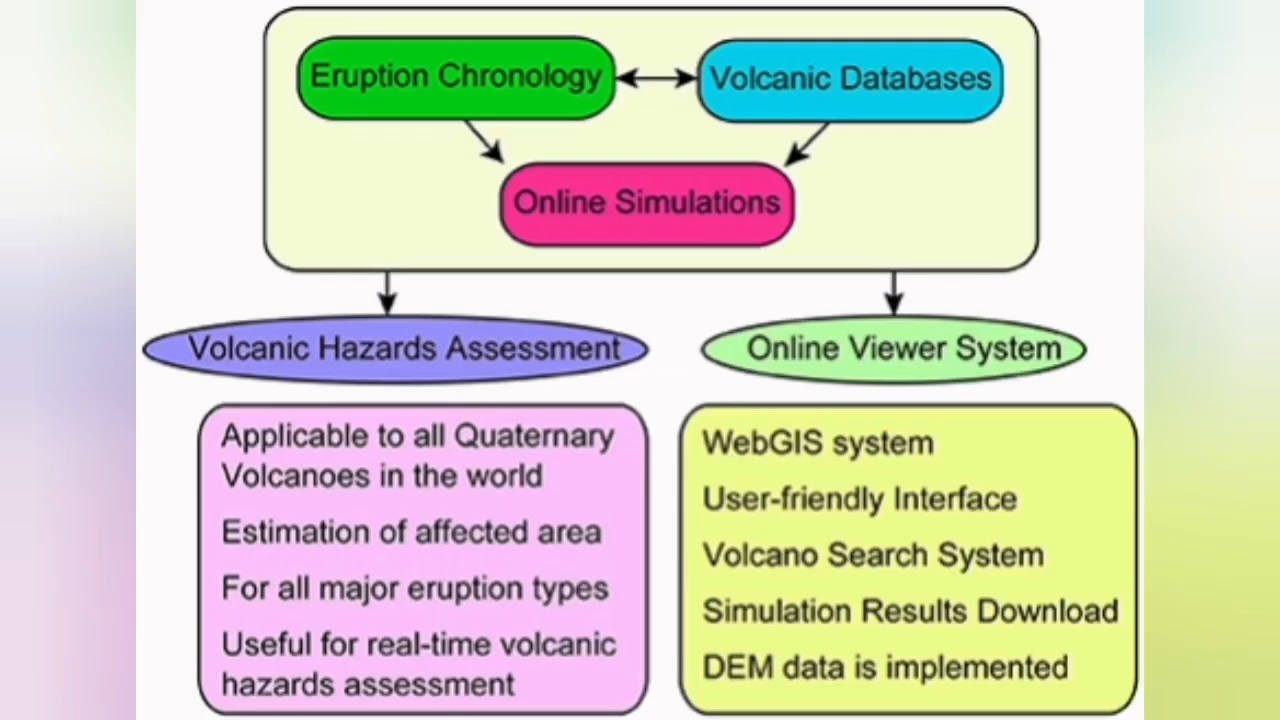 Eruption Chronology
Volcanic Databases
Online Simulations
Volcanic Hazards Assessment
Online Viewer System
Applicable to all Quaternary
Volcanoes in the world
Estimation of affected area
For all major eruption types
Useful for real-time volcanic
hazards assessment
WebGIS system
User-friendly Interface
Volcano Search System
Simulation Results Download
DEM data is implemented